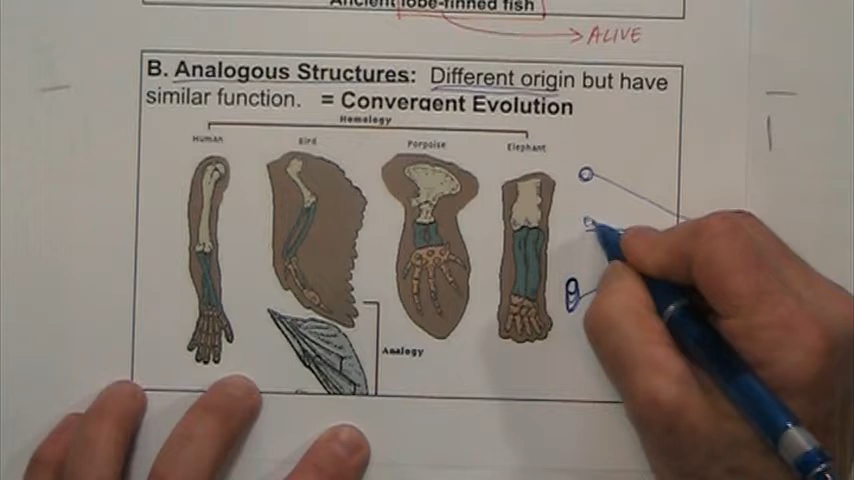 Ancient lobe-finned fish
ALIVE
B. Analogous Structures: Different origin but have
similar function. = Convergent Evolution
Homology
Human Bird Porpoise Elephant
Analogy